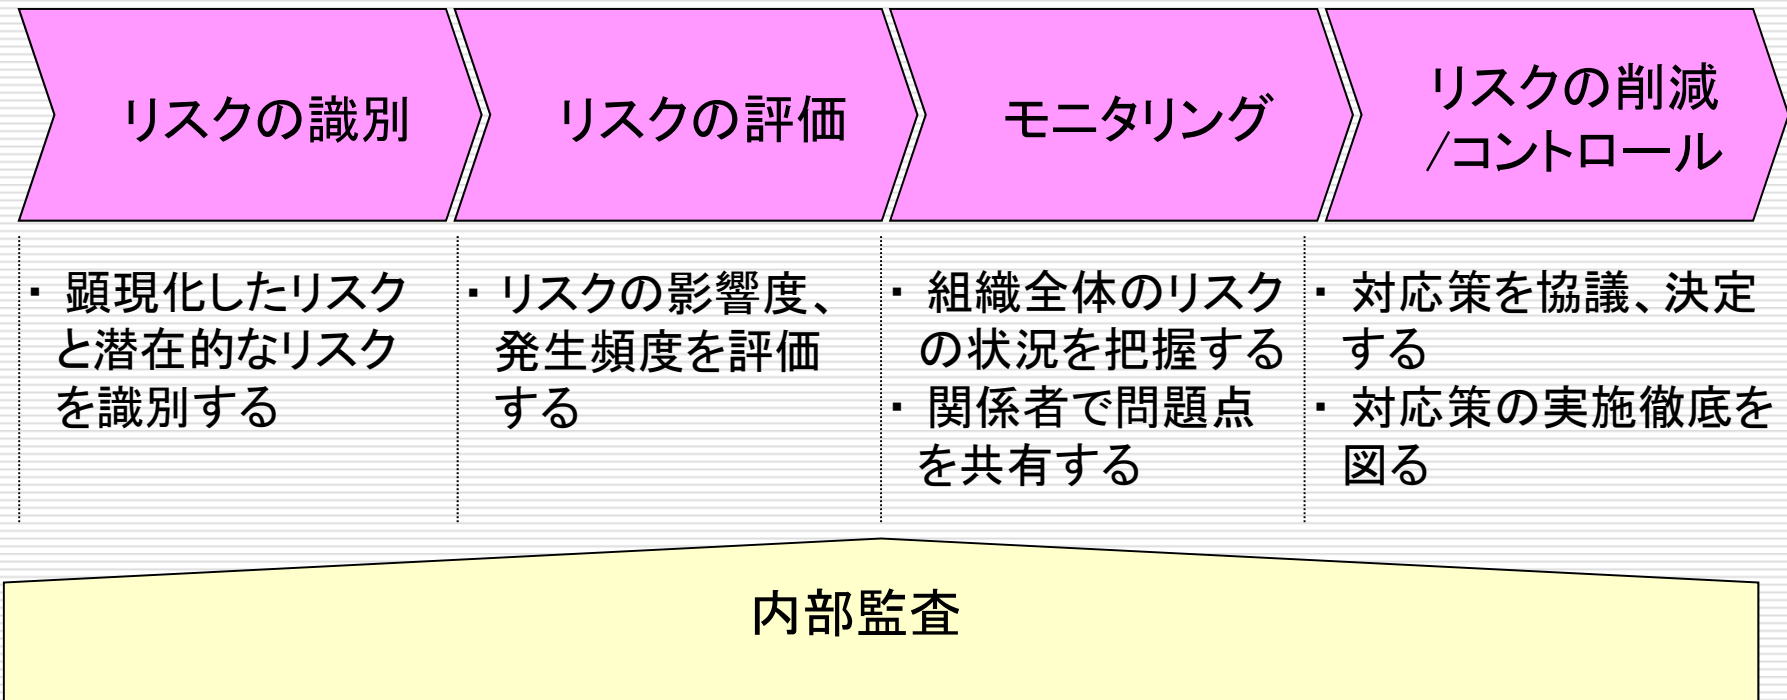 リスクの識別
リスクの評価
モニタリング
リスクの削減
/コントロール
・ 顕現化したリスク
と潜在的なリスク
を識別する
・ リスクの影響度、
発生頻度を評価
する
・ 組織全体のリスク
の状況を把握する
・ 関係者で問題点
を共有する
・ 対応策を協議、決定
する
・ 対応策の実施徹底を
図る
内部監査